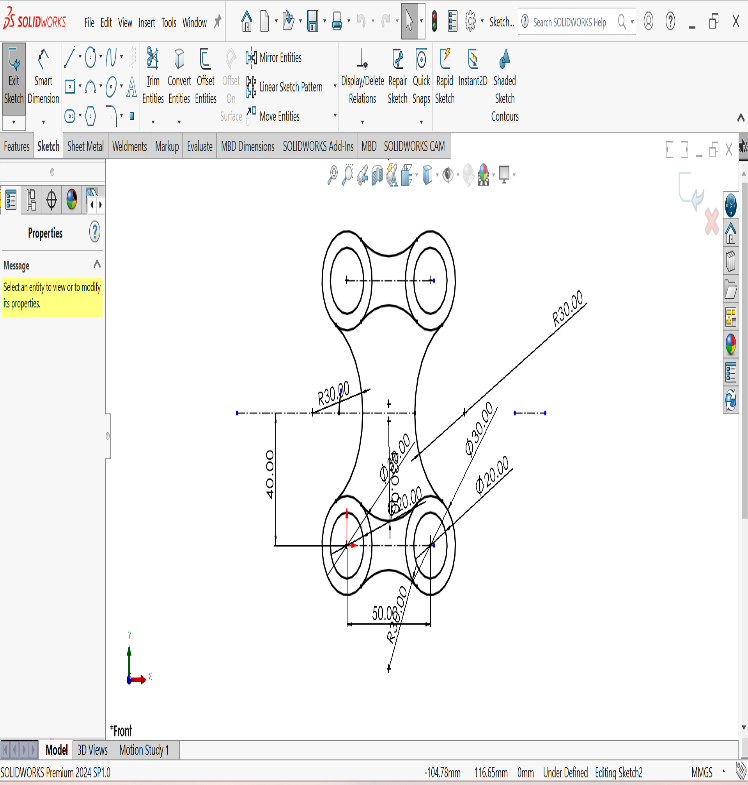 SOLIDWORKS File Edit View Insert Tools Window Sketch... Search SOLIDWORKS Help
Exit Sketch
Smart Dimension
Trim Entities
Convert Entities
Offset Entities
Offset On Surface
Mirror Entities
Linear Sketch Pattern
Move Entities
Display/Delete Relations
Repair Sketch
Quick Snaps
Rapid Sketch
Instant2D
Shaded Sketch Contours
Features Sketch Sheet Metal Weldments Markup Evaluate MBD Dimensions SOLIDWORKS Add-Ins MBD SOLIDWORKS CAM
Properties
Message
Select an entity to view or to modify
its properties.
R30.00
R30.00
Ø30.00
40.00
Ø20.00
Ø20.00
50.00
R30.00
Y
X
*Front
Model 3D Views Motion Study 1
SOLIDWORKS Premium 2024 SP1.0 -104.78mm 116.65mm 0mm Under Defined Editing Sketch2 MMGS